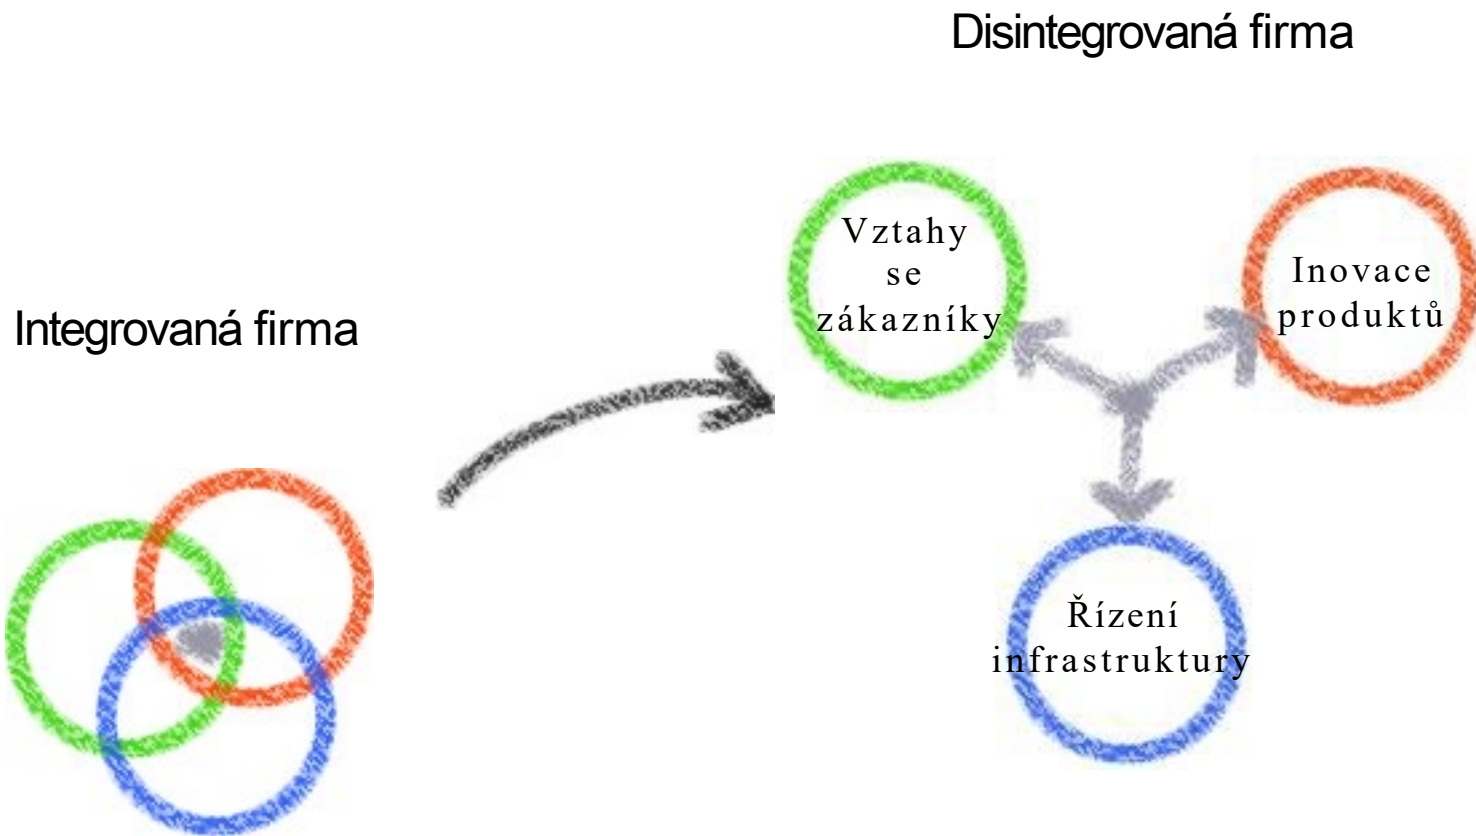 Disintegrovaná firma
Integrovaná firma
Vztahy
se
zákazníky
Inovace
produktů
Řízení
infrastruktury